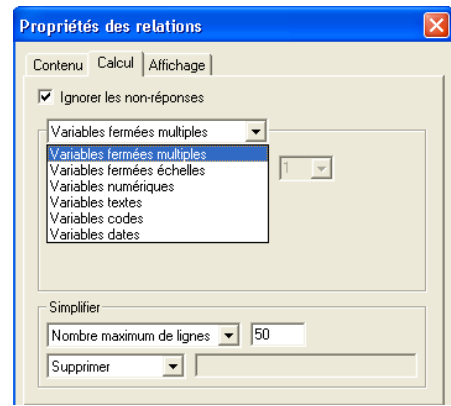 Propriétés des relations
Contenu Calcul Affichage
Ignorer les non-réponses
Variables fermées multiples
Variables fermées multiples
Variables fermées échelles
1
Variables numériques
Variables textes
Variables codes
Variables dates
Simplifier
Nombre maximum de lignes 50
Supprimer